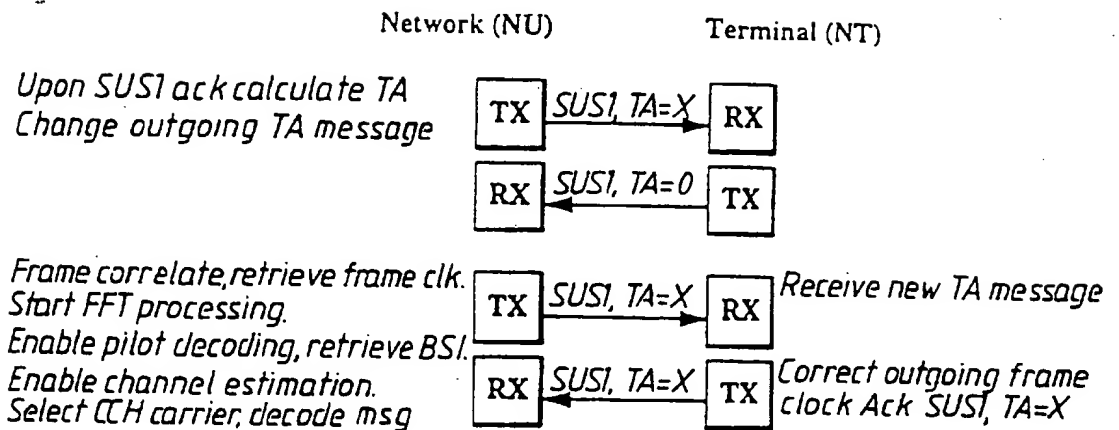 Network (NU) Terminal (NT)
Upon SUS1 ack calculate TA
Change outgoing TA message
TX SUS1, TA=X RX
RX SUS1, TA=0 TX
Frame correlate, retrieve frame clk.
Start FFT processing.
Enable pilot decoding, retrieve BSI.
Enable channel estimation.
Select CCH carrier, decode msg
TX SUS1, TA=X RX
Receive new TA message
RX SUS1, TA=X TX
Correct outgoing frame
clock Ack SUS1, TA=X